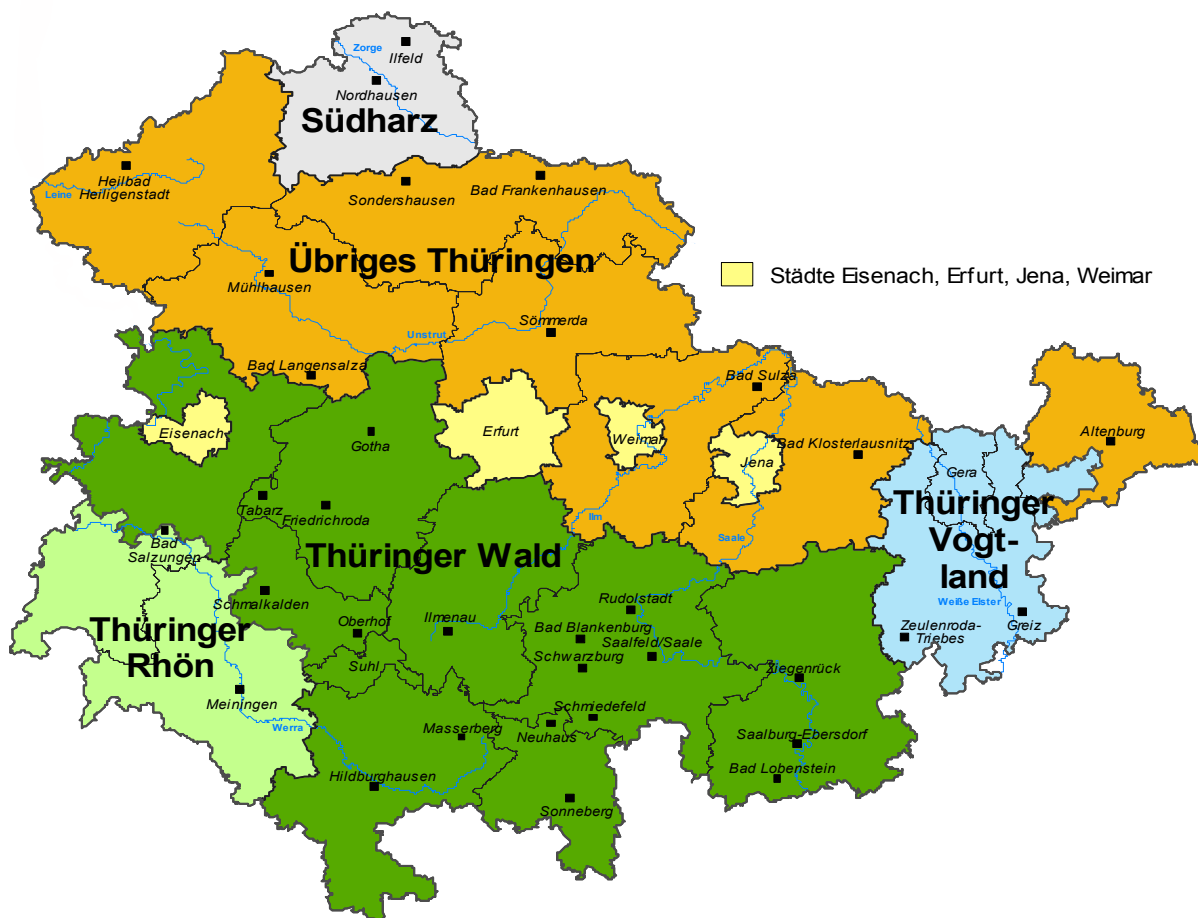 Zorge
Ilfeld
Nordhausen
Südharz
Heilbad
Heiligenstadt
Leine
Sondershausen
Bad Frankenhausen
Übriges Thüringen
Mühlhausen
Städte Eisenach, Erfurt, Jena, Weimar
Sömmerda
Unstrut
Bad Langensalza
Bad Sulza
Eisenach
Gotha
Erfurt
Weimar
Jena
Bad Klosterlausnitz
Altenburg
Gera
Tabarz
Friedrichroda
Ilm
Saale
Thüringer
Vogt-
land
Bad
Salzungen
Thüringer Wald
Schmalkalden
Oberhof
Ilmenau
Rudolstadt
Bad Blankenburg
Saalfeld/Saale
Schwarzburg
Weiße Elster
Zeulenroda-
Triebes
Greiz
Thüringer
Rhön
Suhl
Ziegenrück
Meiningen
Werra
Masserberg
Schmiedefeld
Neuhaus
Saalburg-Ebersdorf
Hildburghausen
Bad Lobenstein
Sonneberg